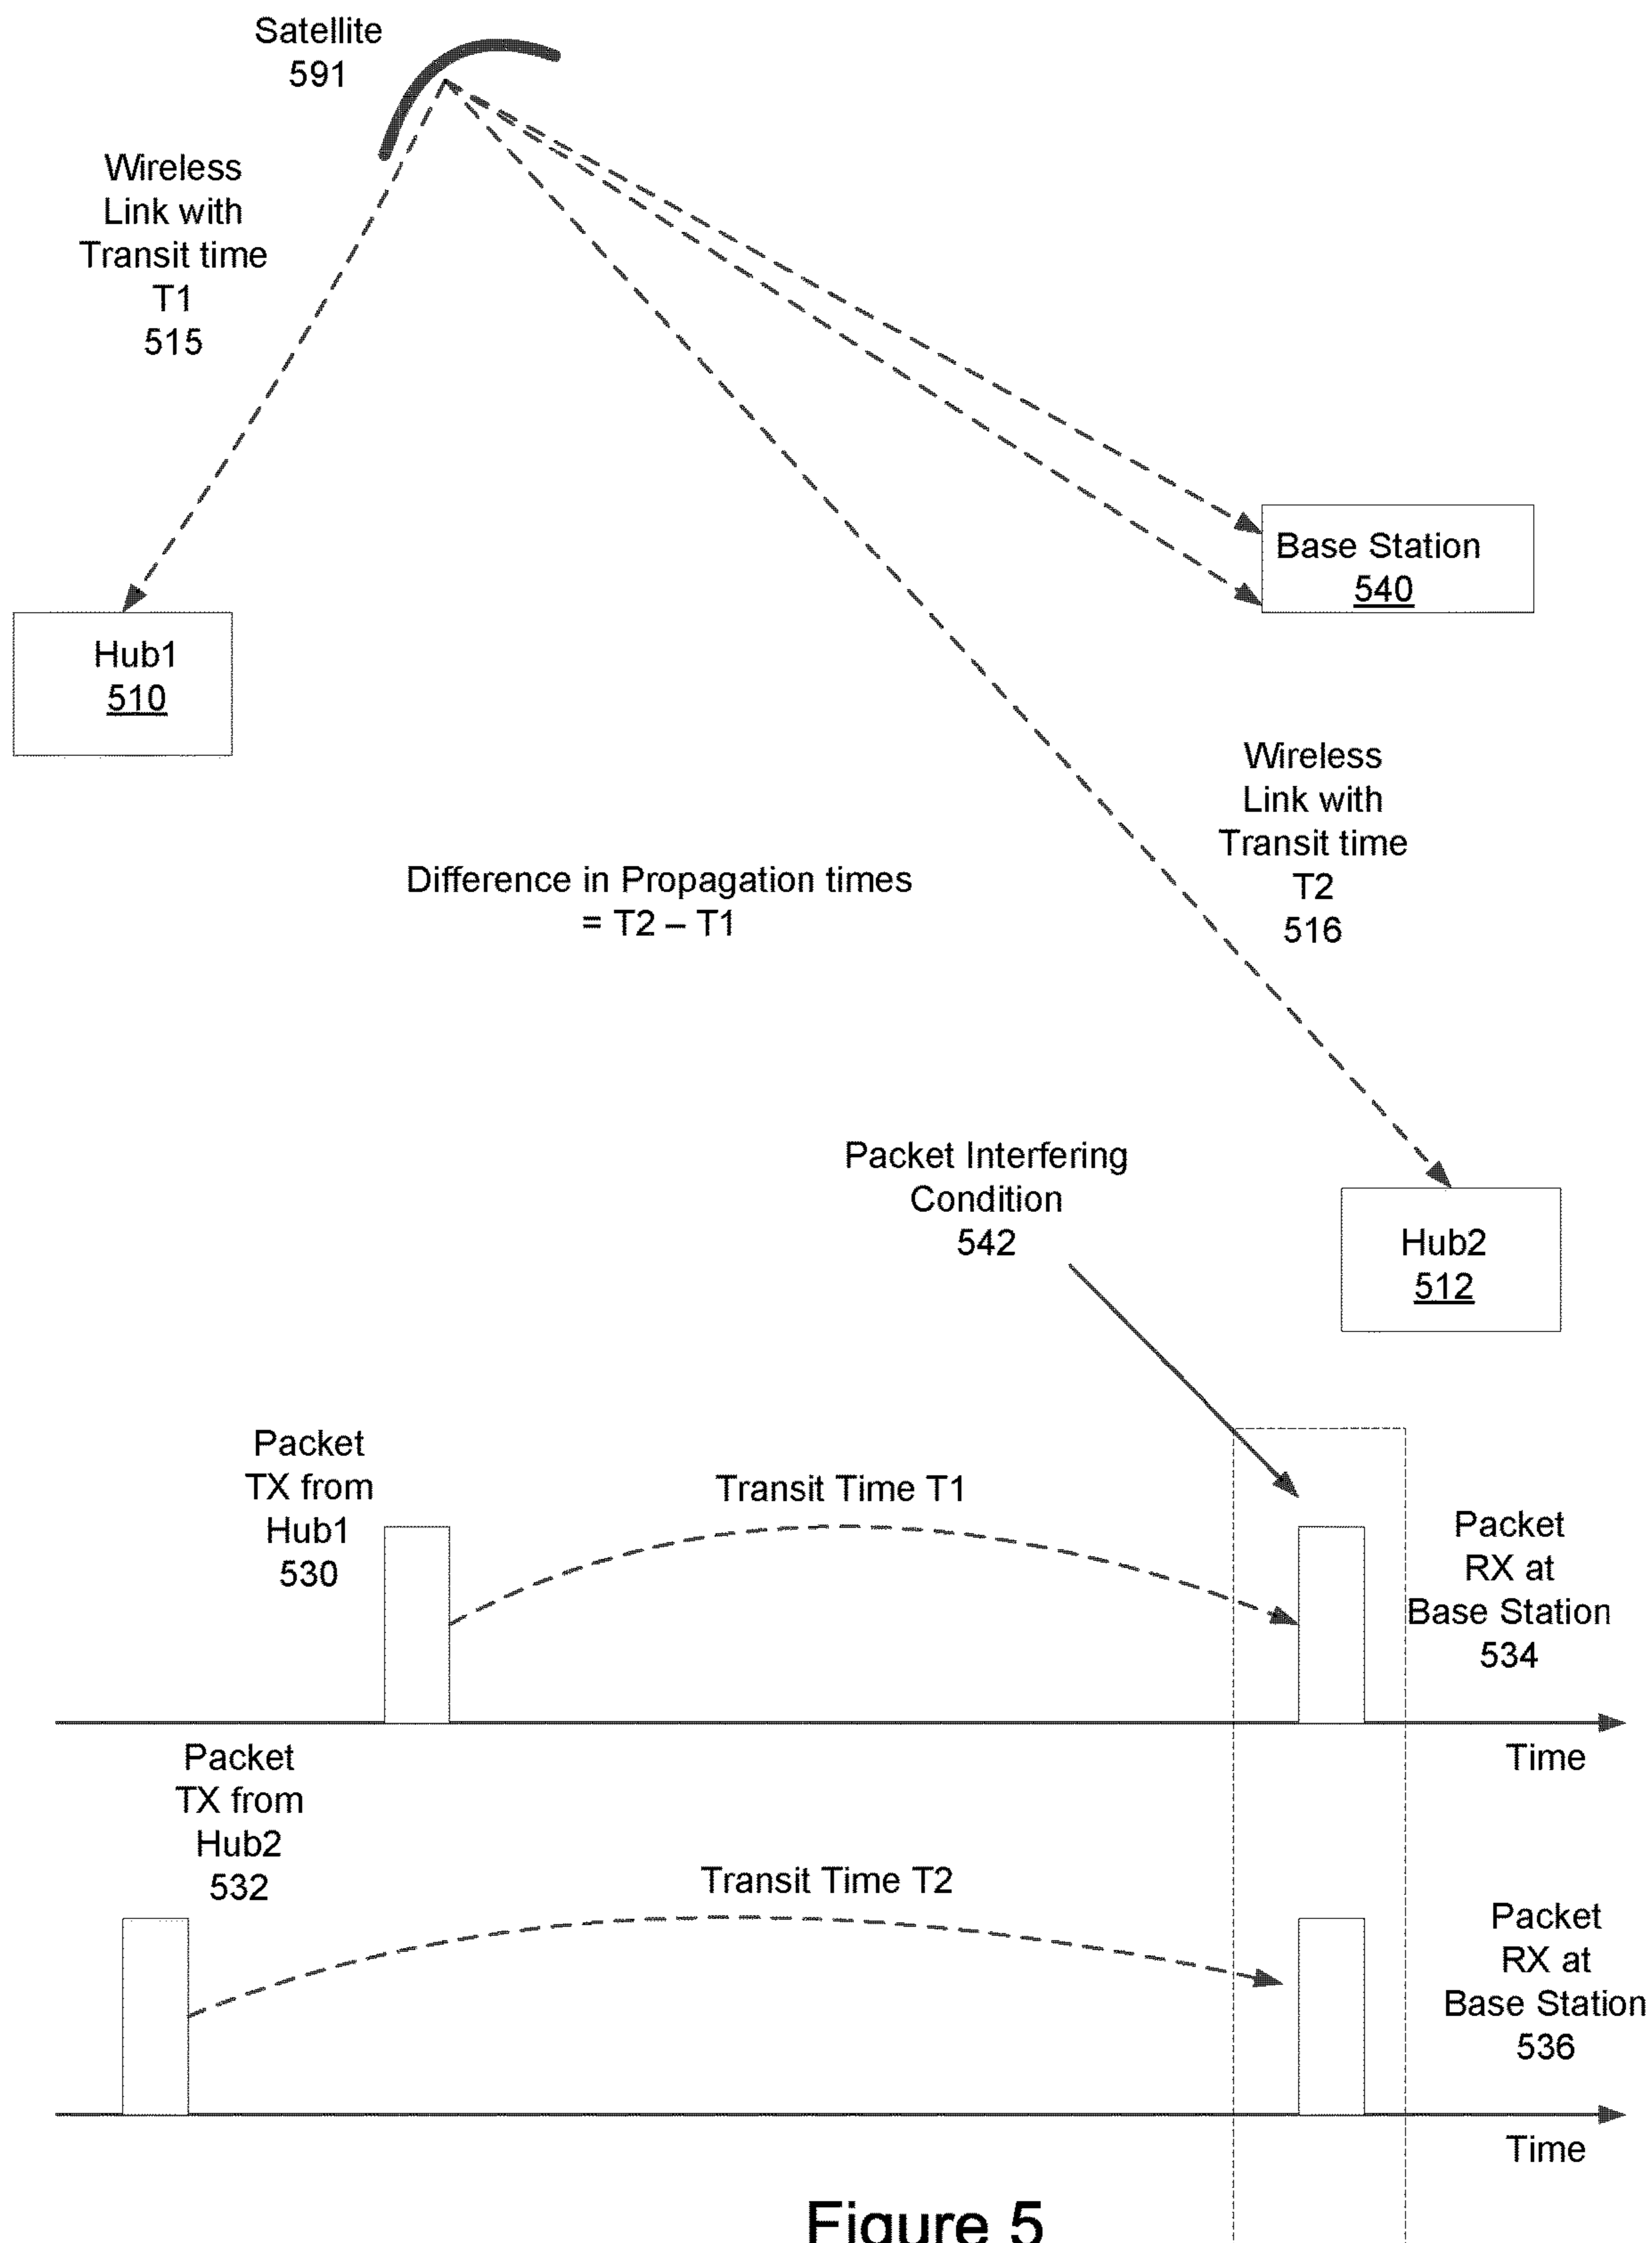 Satellite
591
Wireless
Link with
Transit time
T1
515
Base Station
540
Hub1
510
Wireless
Link with
Transit time
T2
516
Difference in Propagation times
= T2 – T1
Packet Interfering
Condition
542
Hub2
512
Packet
TX from
Hub1
530
Transit Time T1
Packet
RX at
Base Station
534
Time
Packet
TX from
Hub2
532
Transit Time T2
Packet
RX at
Base Station
536
Time
Figure 5